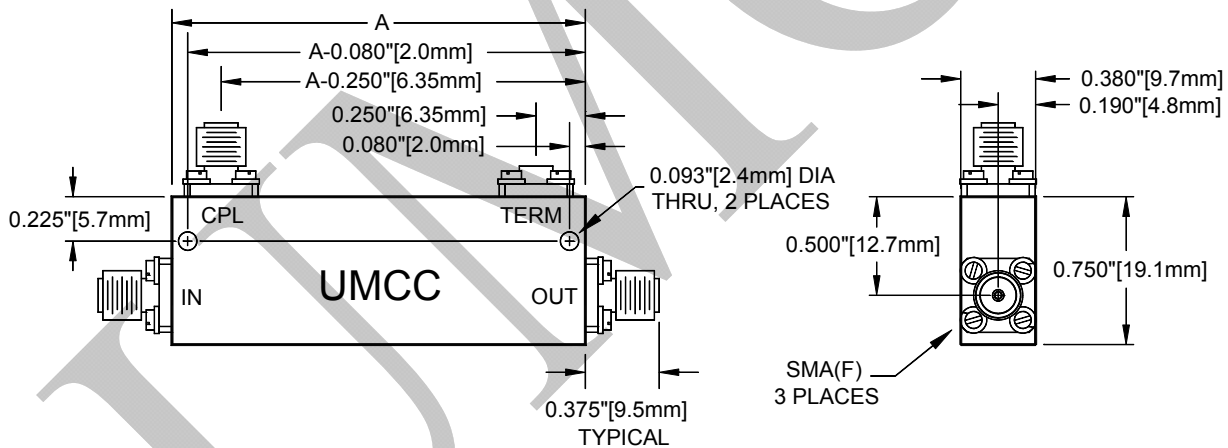 A
A-0.080"[2.0mm]
A-0.250"[6.35mm]
0.250"[6.35mm]
0.080"[2.0mm]
0.093"[2.4mm] DIA
THRU, 2 PLACES
0.225"[5.7mm]
CPL
TERM
IN
UMCC
OUT
0.375"[9.5mm]
TYPICAL
0.380"[9.7mm]
0.190"[4.8mm]
0.500"[12.7mm]
0.750"[19.1mm]
SMA(F)
3 PLACES